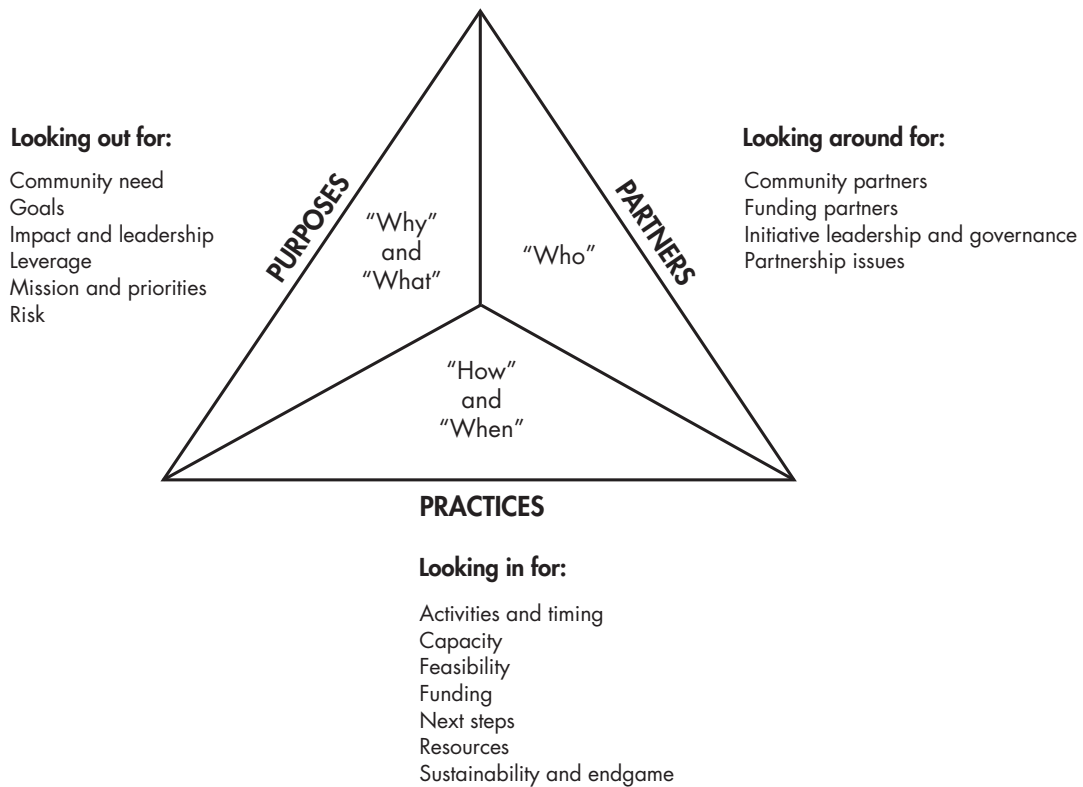 Looking out for:
Community need
Goals
Impact and leadership
Leverage
Mission and priorities
Risk
PURPOSES
“Why”
and
“What”
“Who”
PARTNERS
Looking around for:
Community partners
Funding partners
Initiative leadership and governance
Partnership issues
“How”
and
“When”
PRACTICES
Looking in for:
Activities and timing
Capacity
Feasibility
Funding
Next steps
Resources
Sustainability and endgame